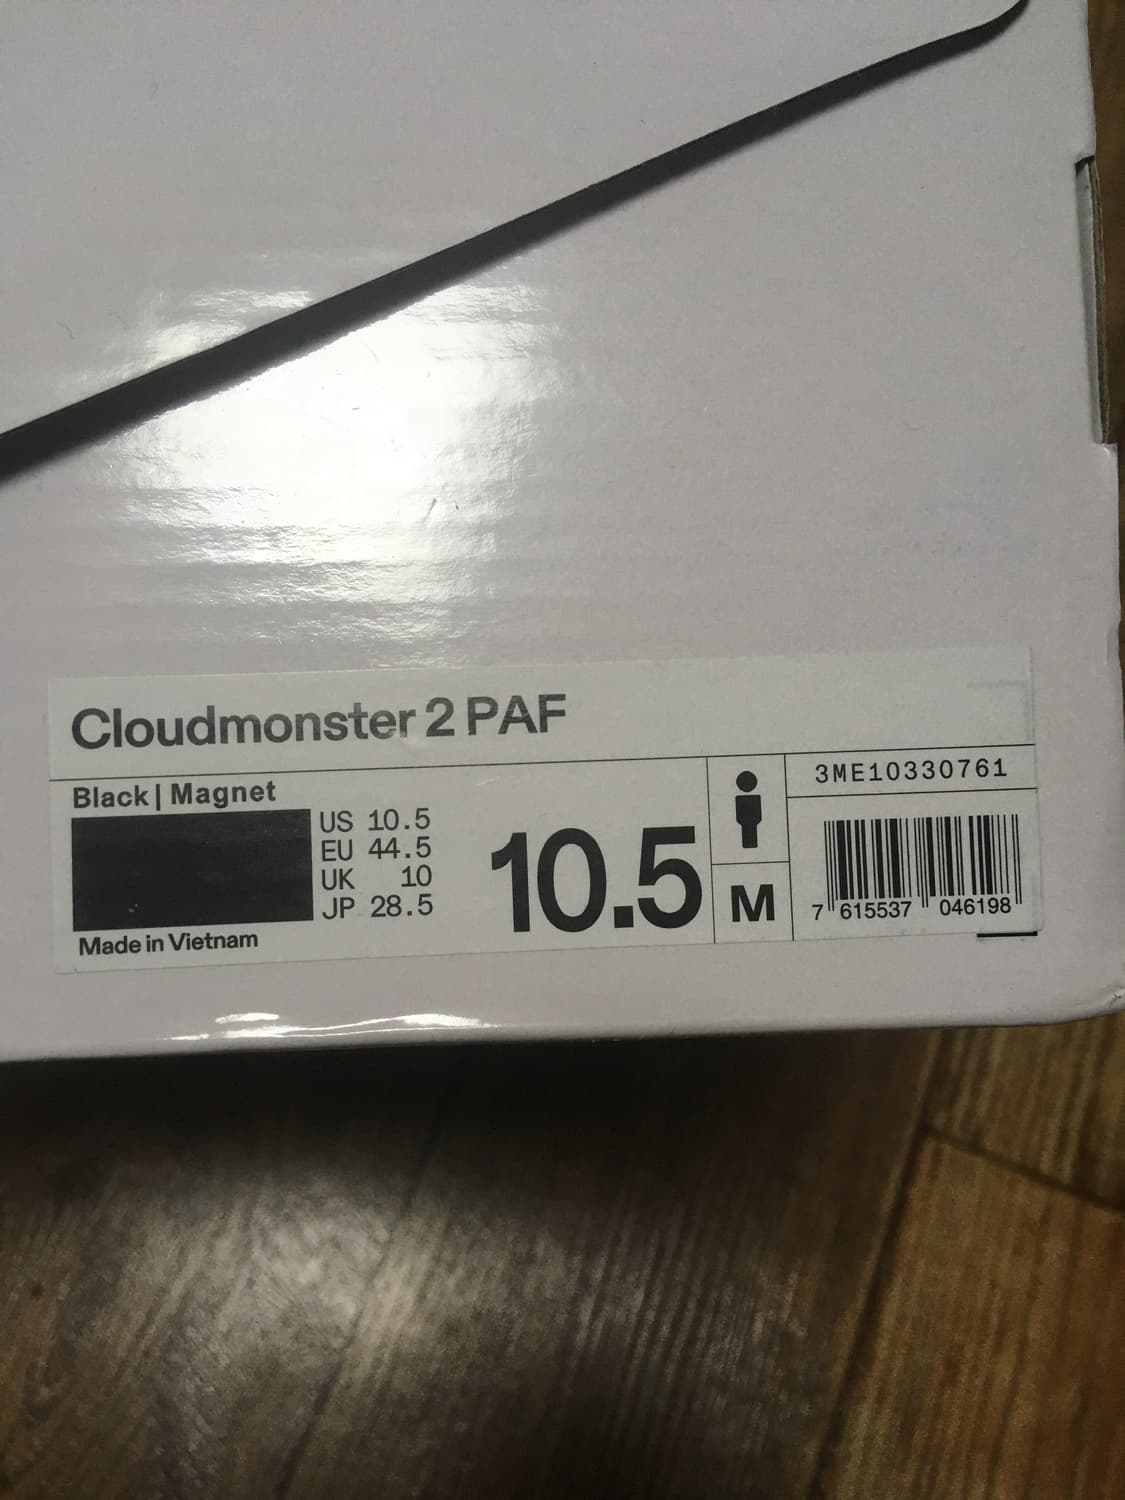 Cloudmonster 2 PAF
Black | Magnet
US 10.5
EU 44.5
UK 10
JP 28.5
Made in Vietnam
10.5
M
3ME10330761
7 615537 046198